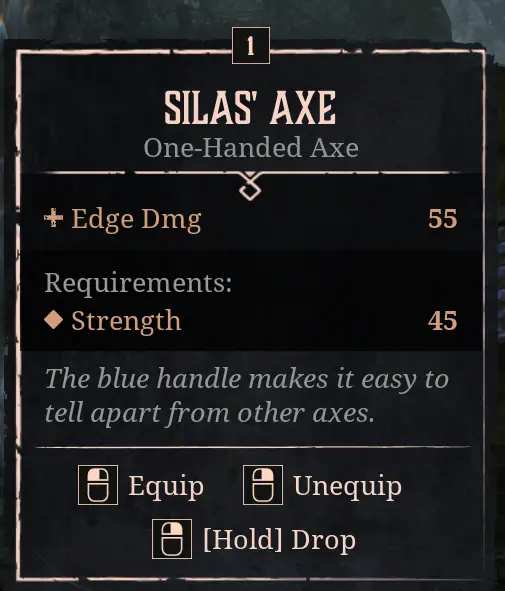 1
SILAS' AXE
One-Handed Axe
Edge Dmg 55
Requirements:
Strength 45
The blue handle makes it easy to
tell apart from other axes.
Equip Unequip
[Hold] Drop